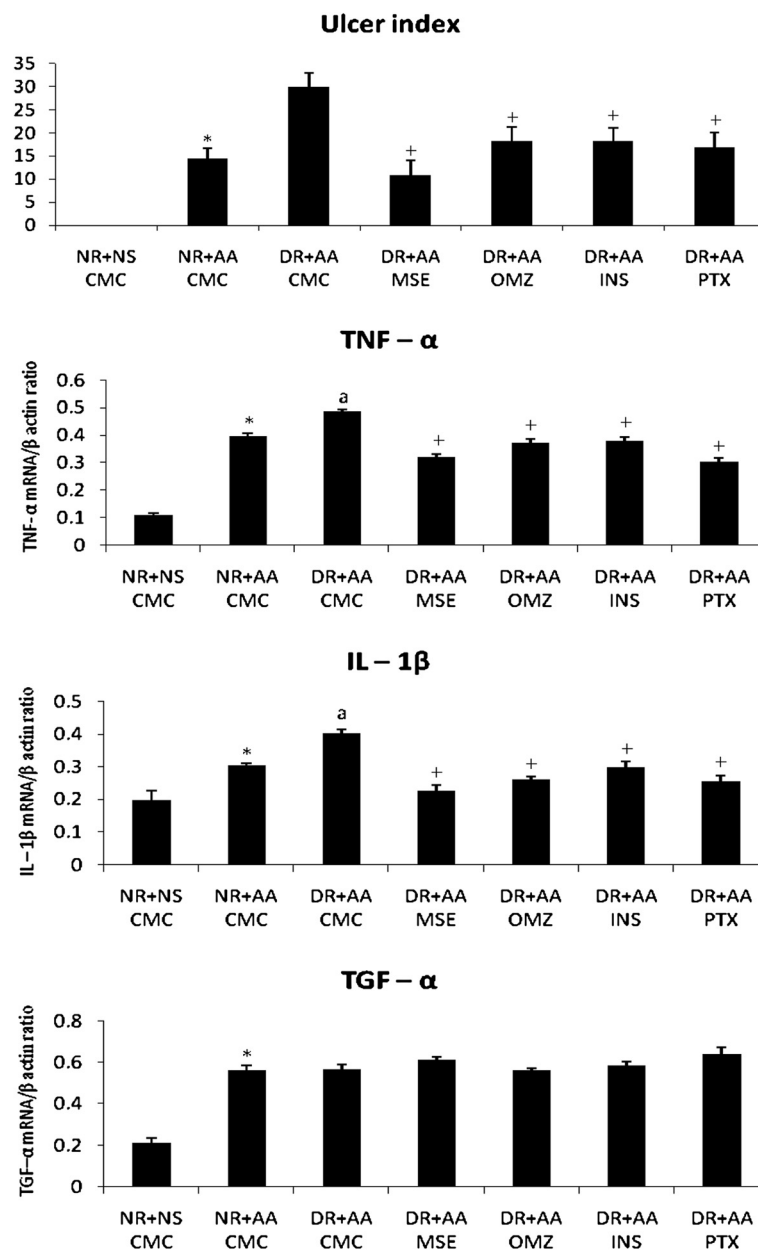 Ulcer index
35
30
25
20
15
10
5
0
*
+
+
+
+
NR+NS NR+AA DR+AA DR+AA DR+AA DR+AA DR+AA
CMC CMC CMC MSE OMZ INS PTX
TNF – α
TNF-α mRNA/β actin ratio
0.6
0.5
0.4
0.3
0.2
0.1
0
*
a
+
+
+
+
NR+NS NR+AA DR+AA DR+AA DR+AA DR+AA DR+AA
CMC CMC CMC MSE OMZ INS PTX
IL – 1β
IL–1β mRNA/β actin ratio
0.5
0.4
0.3
0.2
0.1
0
*
a
+
+
+
+
NR+NS NR+AA DR+AA DR+AA DR+AA DR+AA DR+AA
CMC CMC CMC MSE OMZ INS PTX
TGF – α
TGF–α mRNA/β actin ratio
0.8
0.6
0.4
0.2
0
*
NR+NS NR+AA DR+AA DR+AA DR+AA DR+AA DR+AA
CMC CMC CMC MSE OMZ INS PTX